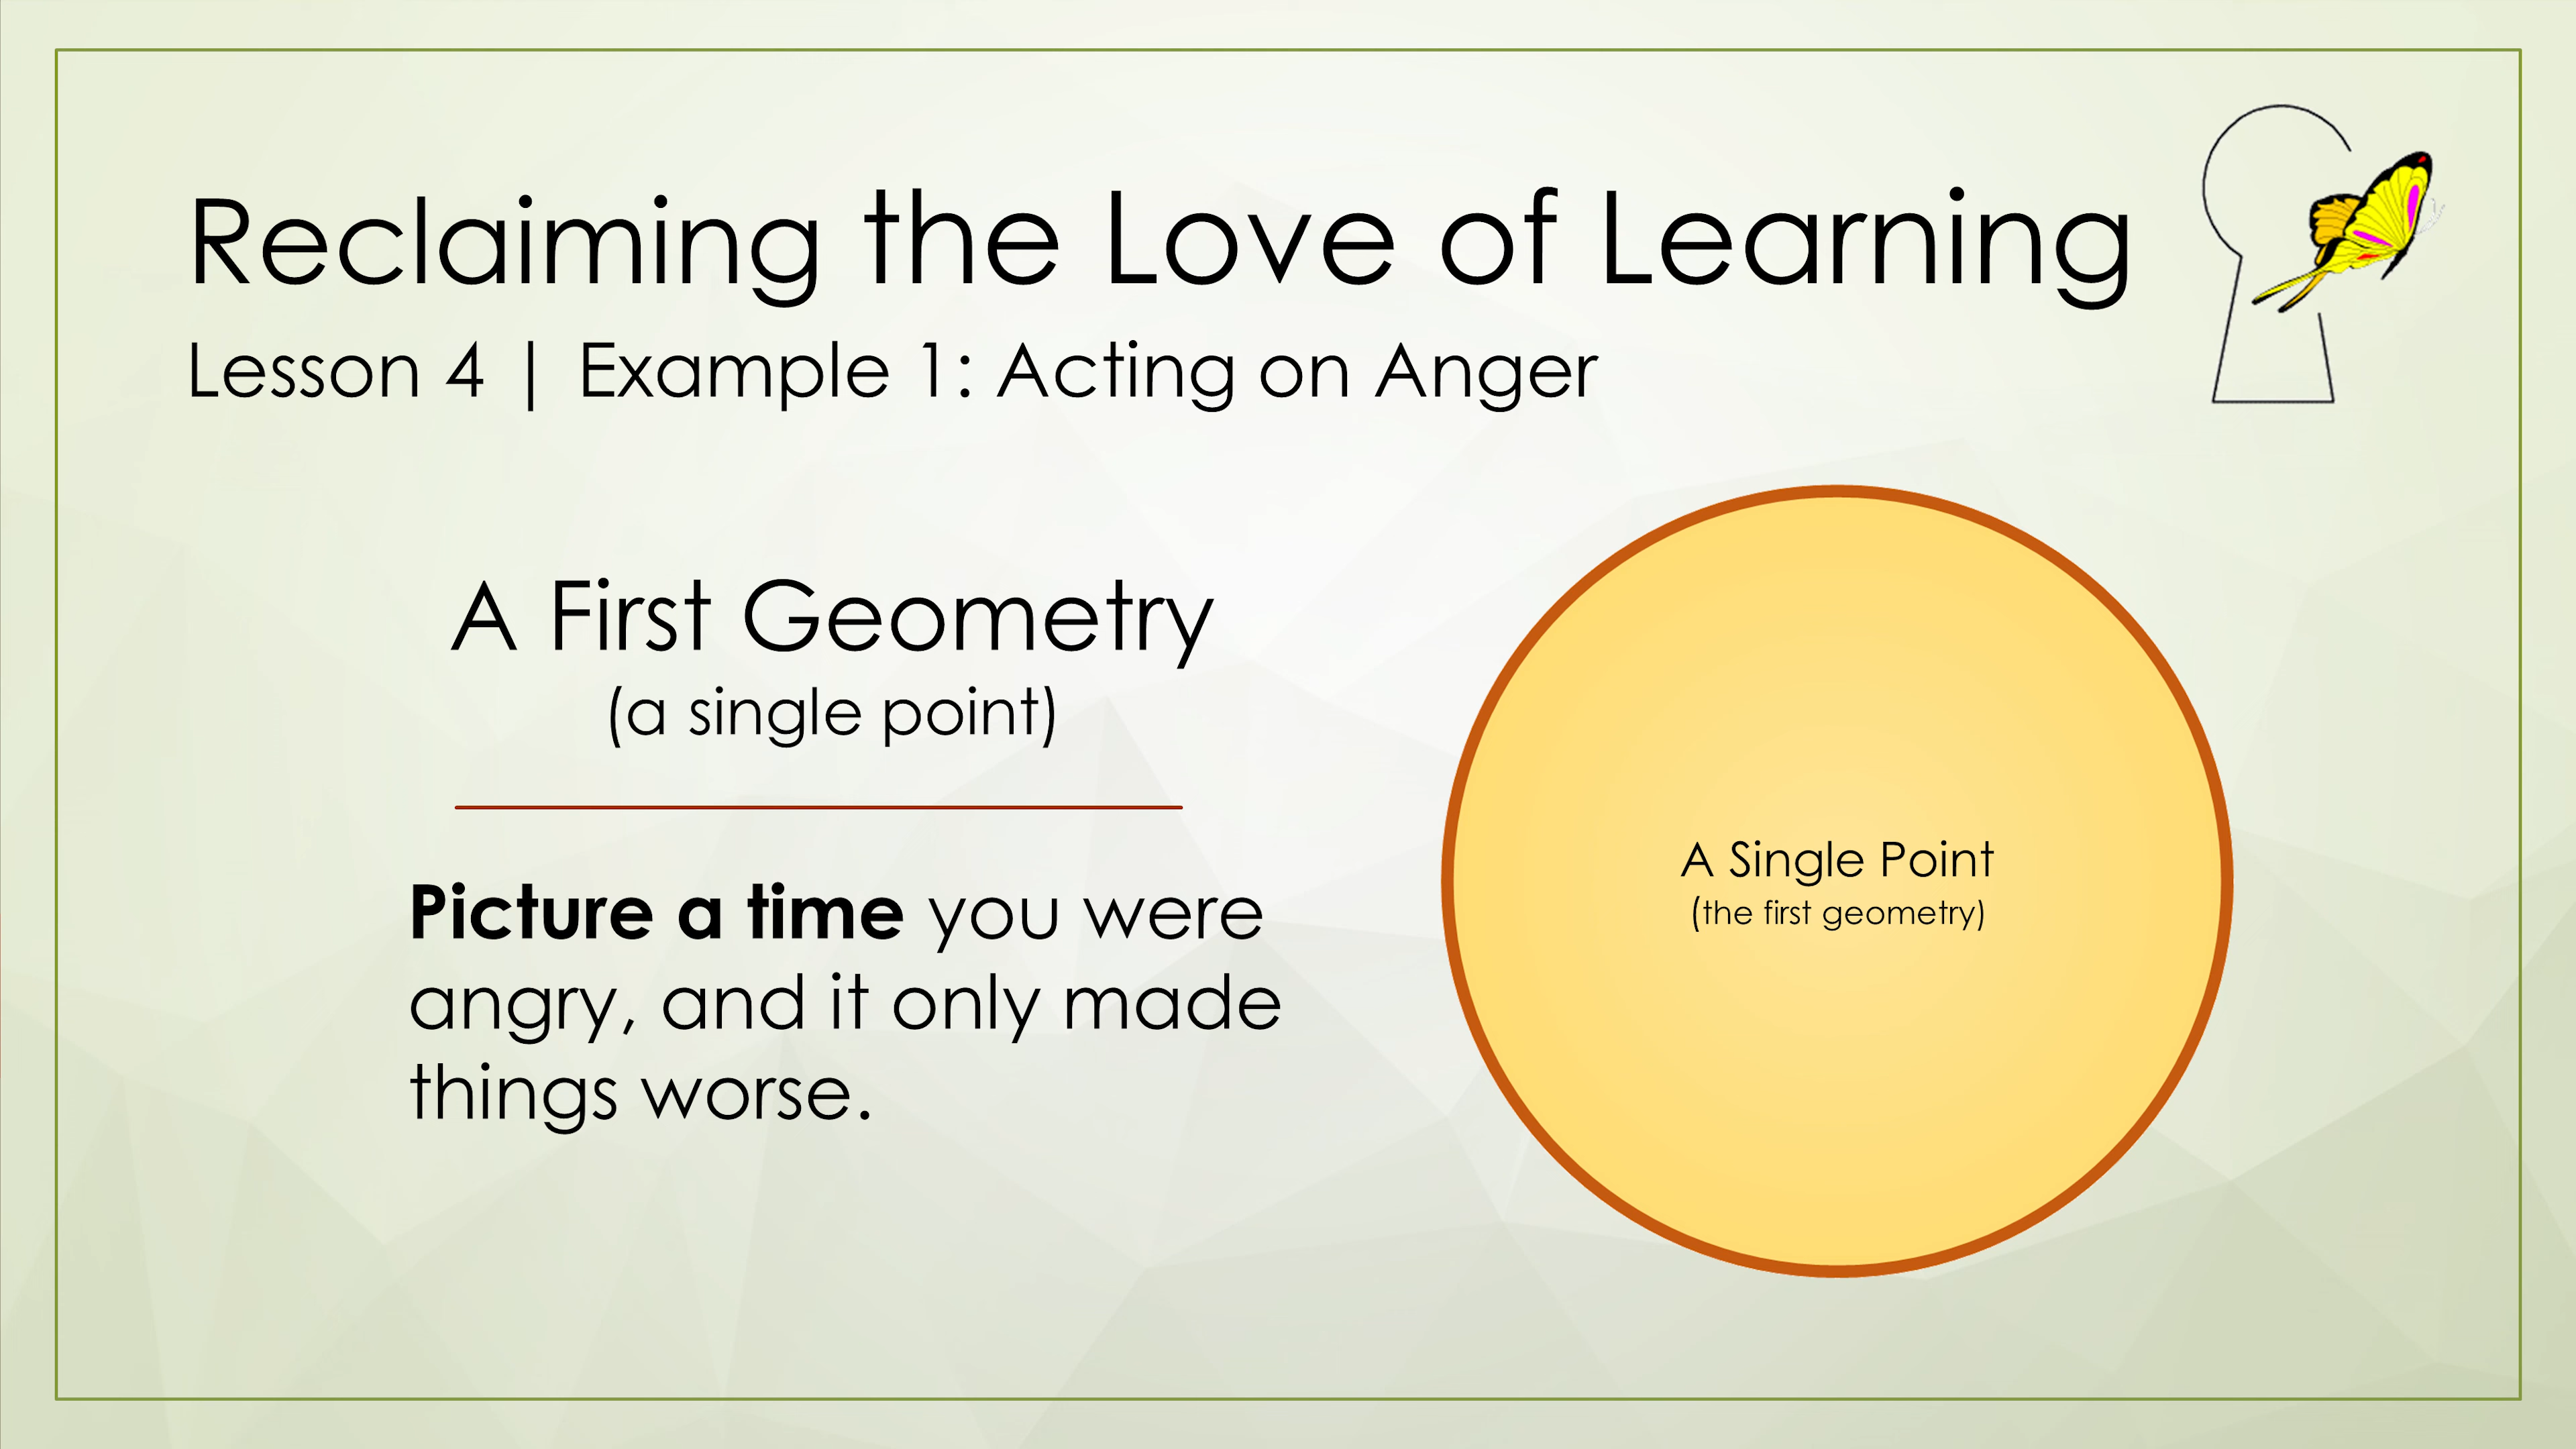 Reclaiming the Love of Learning
Lesson 4 | Example 1: Acting on Anger
A First Geometry
(a single point)
Picture a time you were
angry, and it only made
things worse.
A Single Point
(the first geometry)